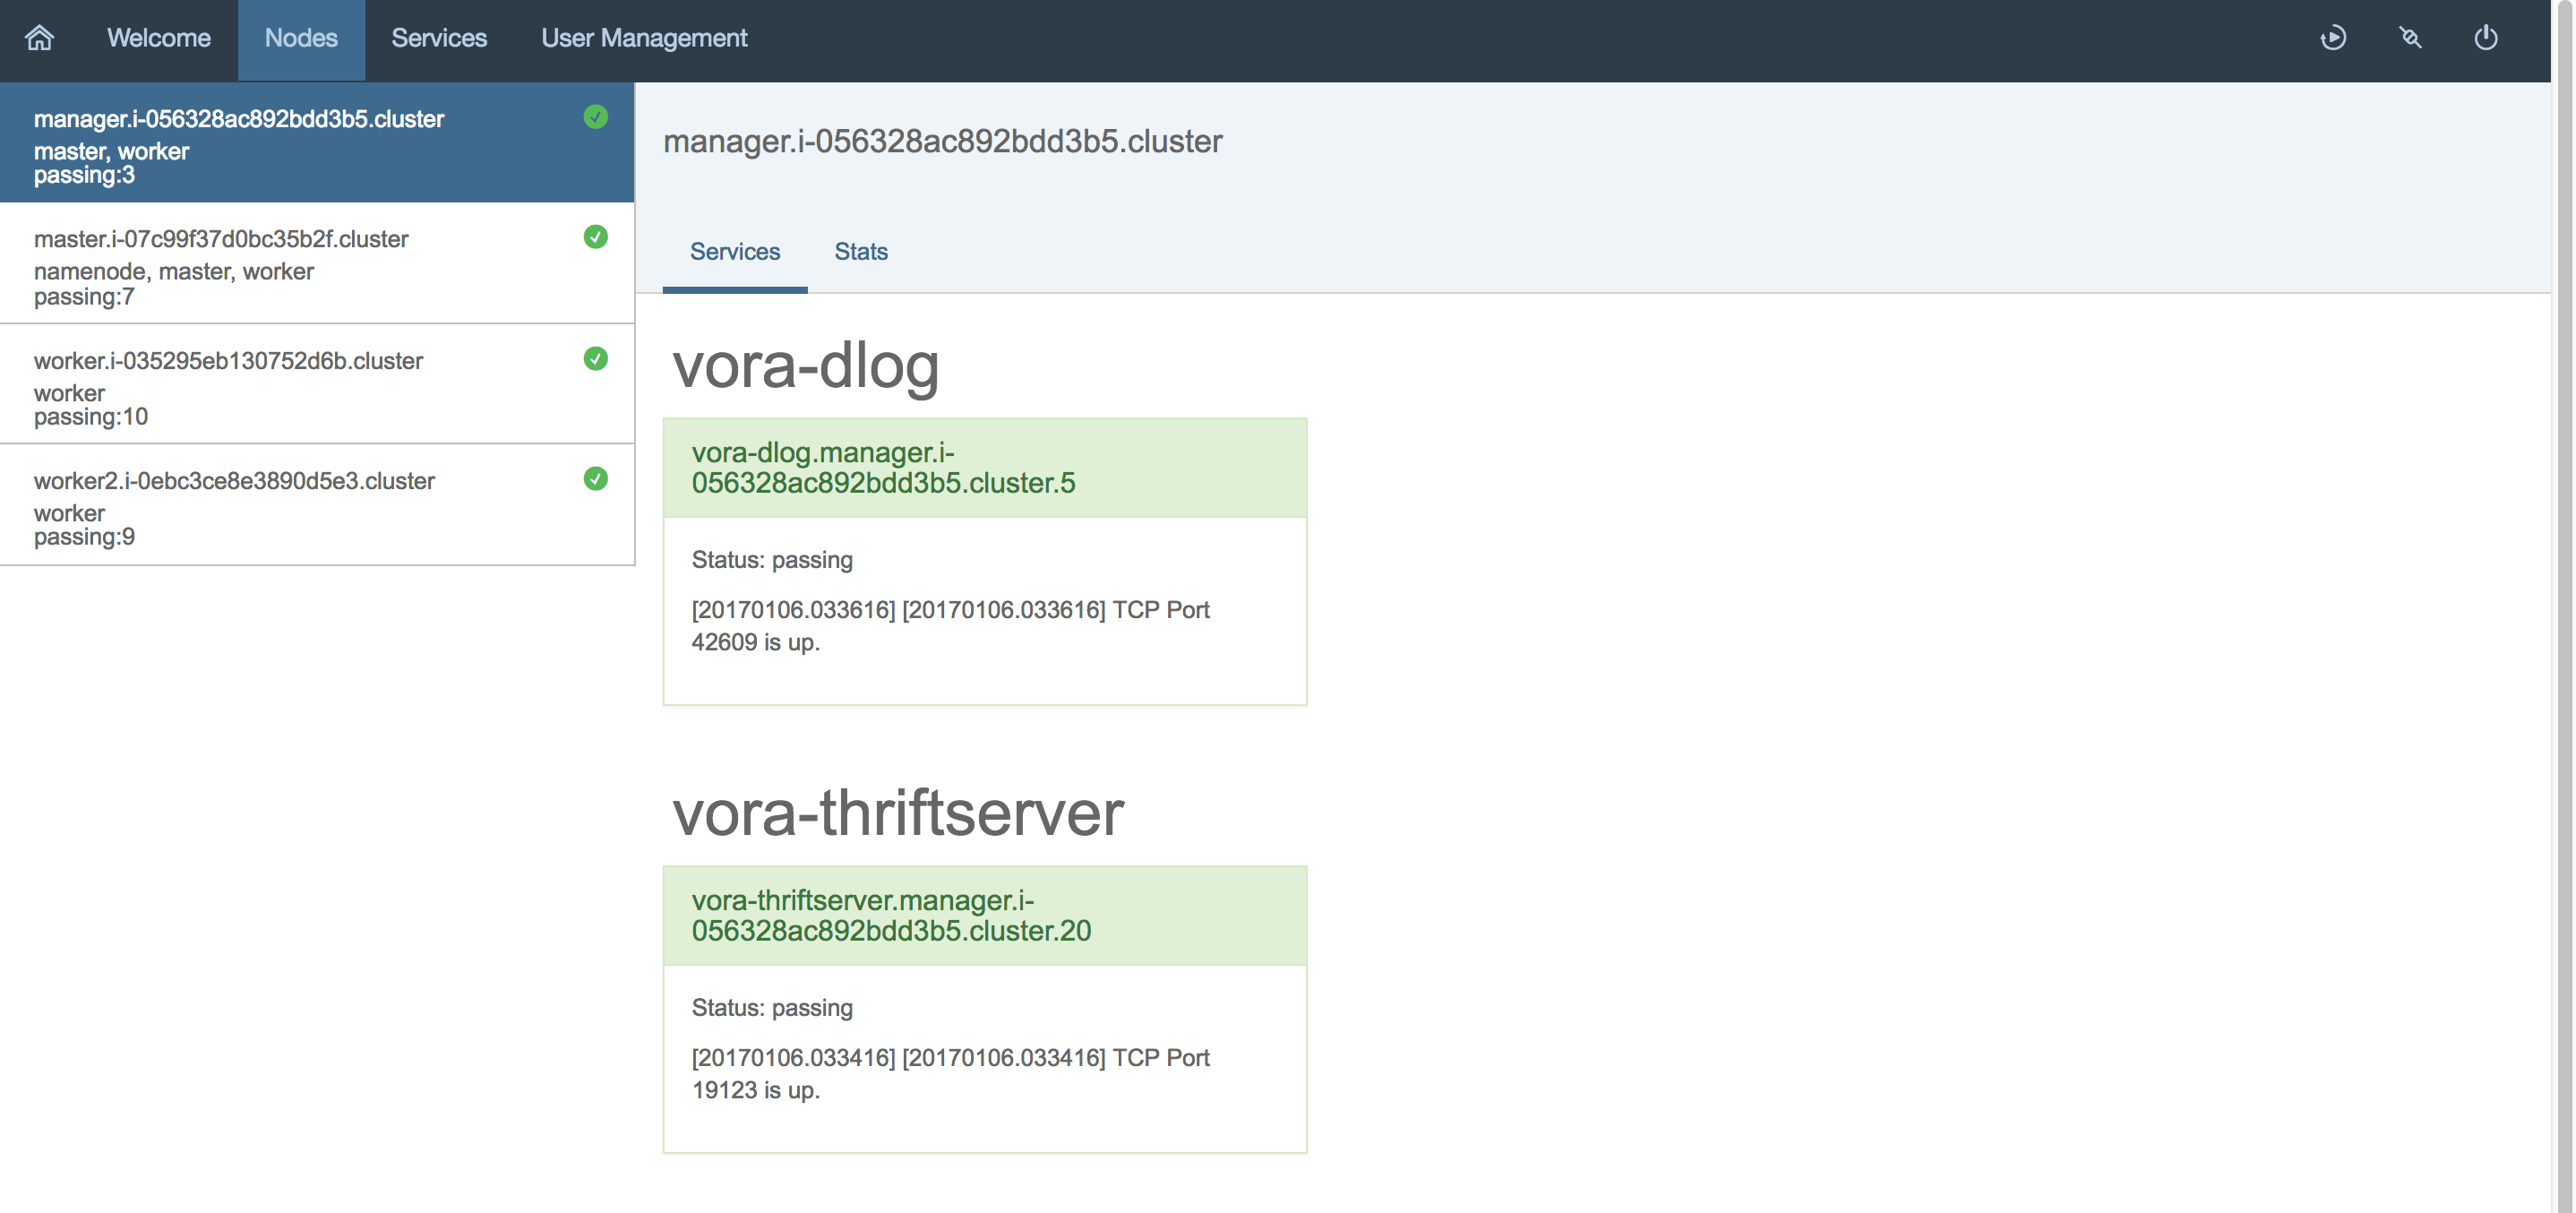 Welcome
Nodes
Services
User Management
manager.i-056328ac892bdd3b5.cluster
master, worker
passing:3
master.i-07c99f37d0bc35b2f.cluster
namenode, master, worker
passing:7
worker.i-035295eb130752d6b.cluster
worker
passing:10
worker2.i-0ebc3ce8e3890d5e3.cluster
worker
passing:9
manager.i-056328ac892bdd3b5.cluster
Services
Stats
vora-dlog
vora-dlog.manager.i-
056328ac892bdd3b5.cluster.5
Status: passing
[20170106.033616] [20170106.033616] TCP Port
42609 is up.
vora-thriftserver
vora-thriftserver.manager.i-
056328ac892bdd3b5.cluster.20
Status: passing
[20170106.033416] [20170106.033416] TCP Port
19123 is up.